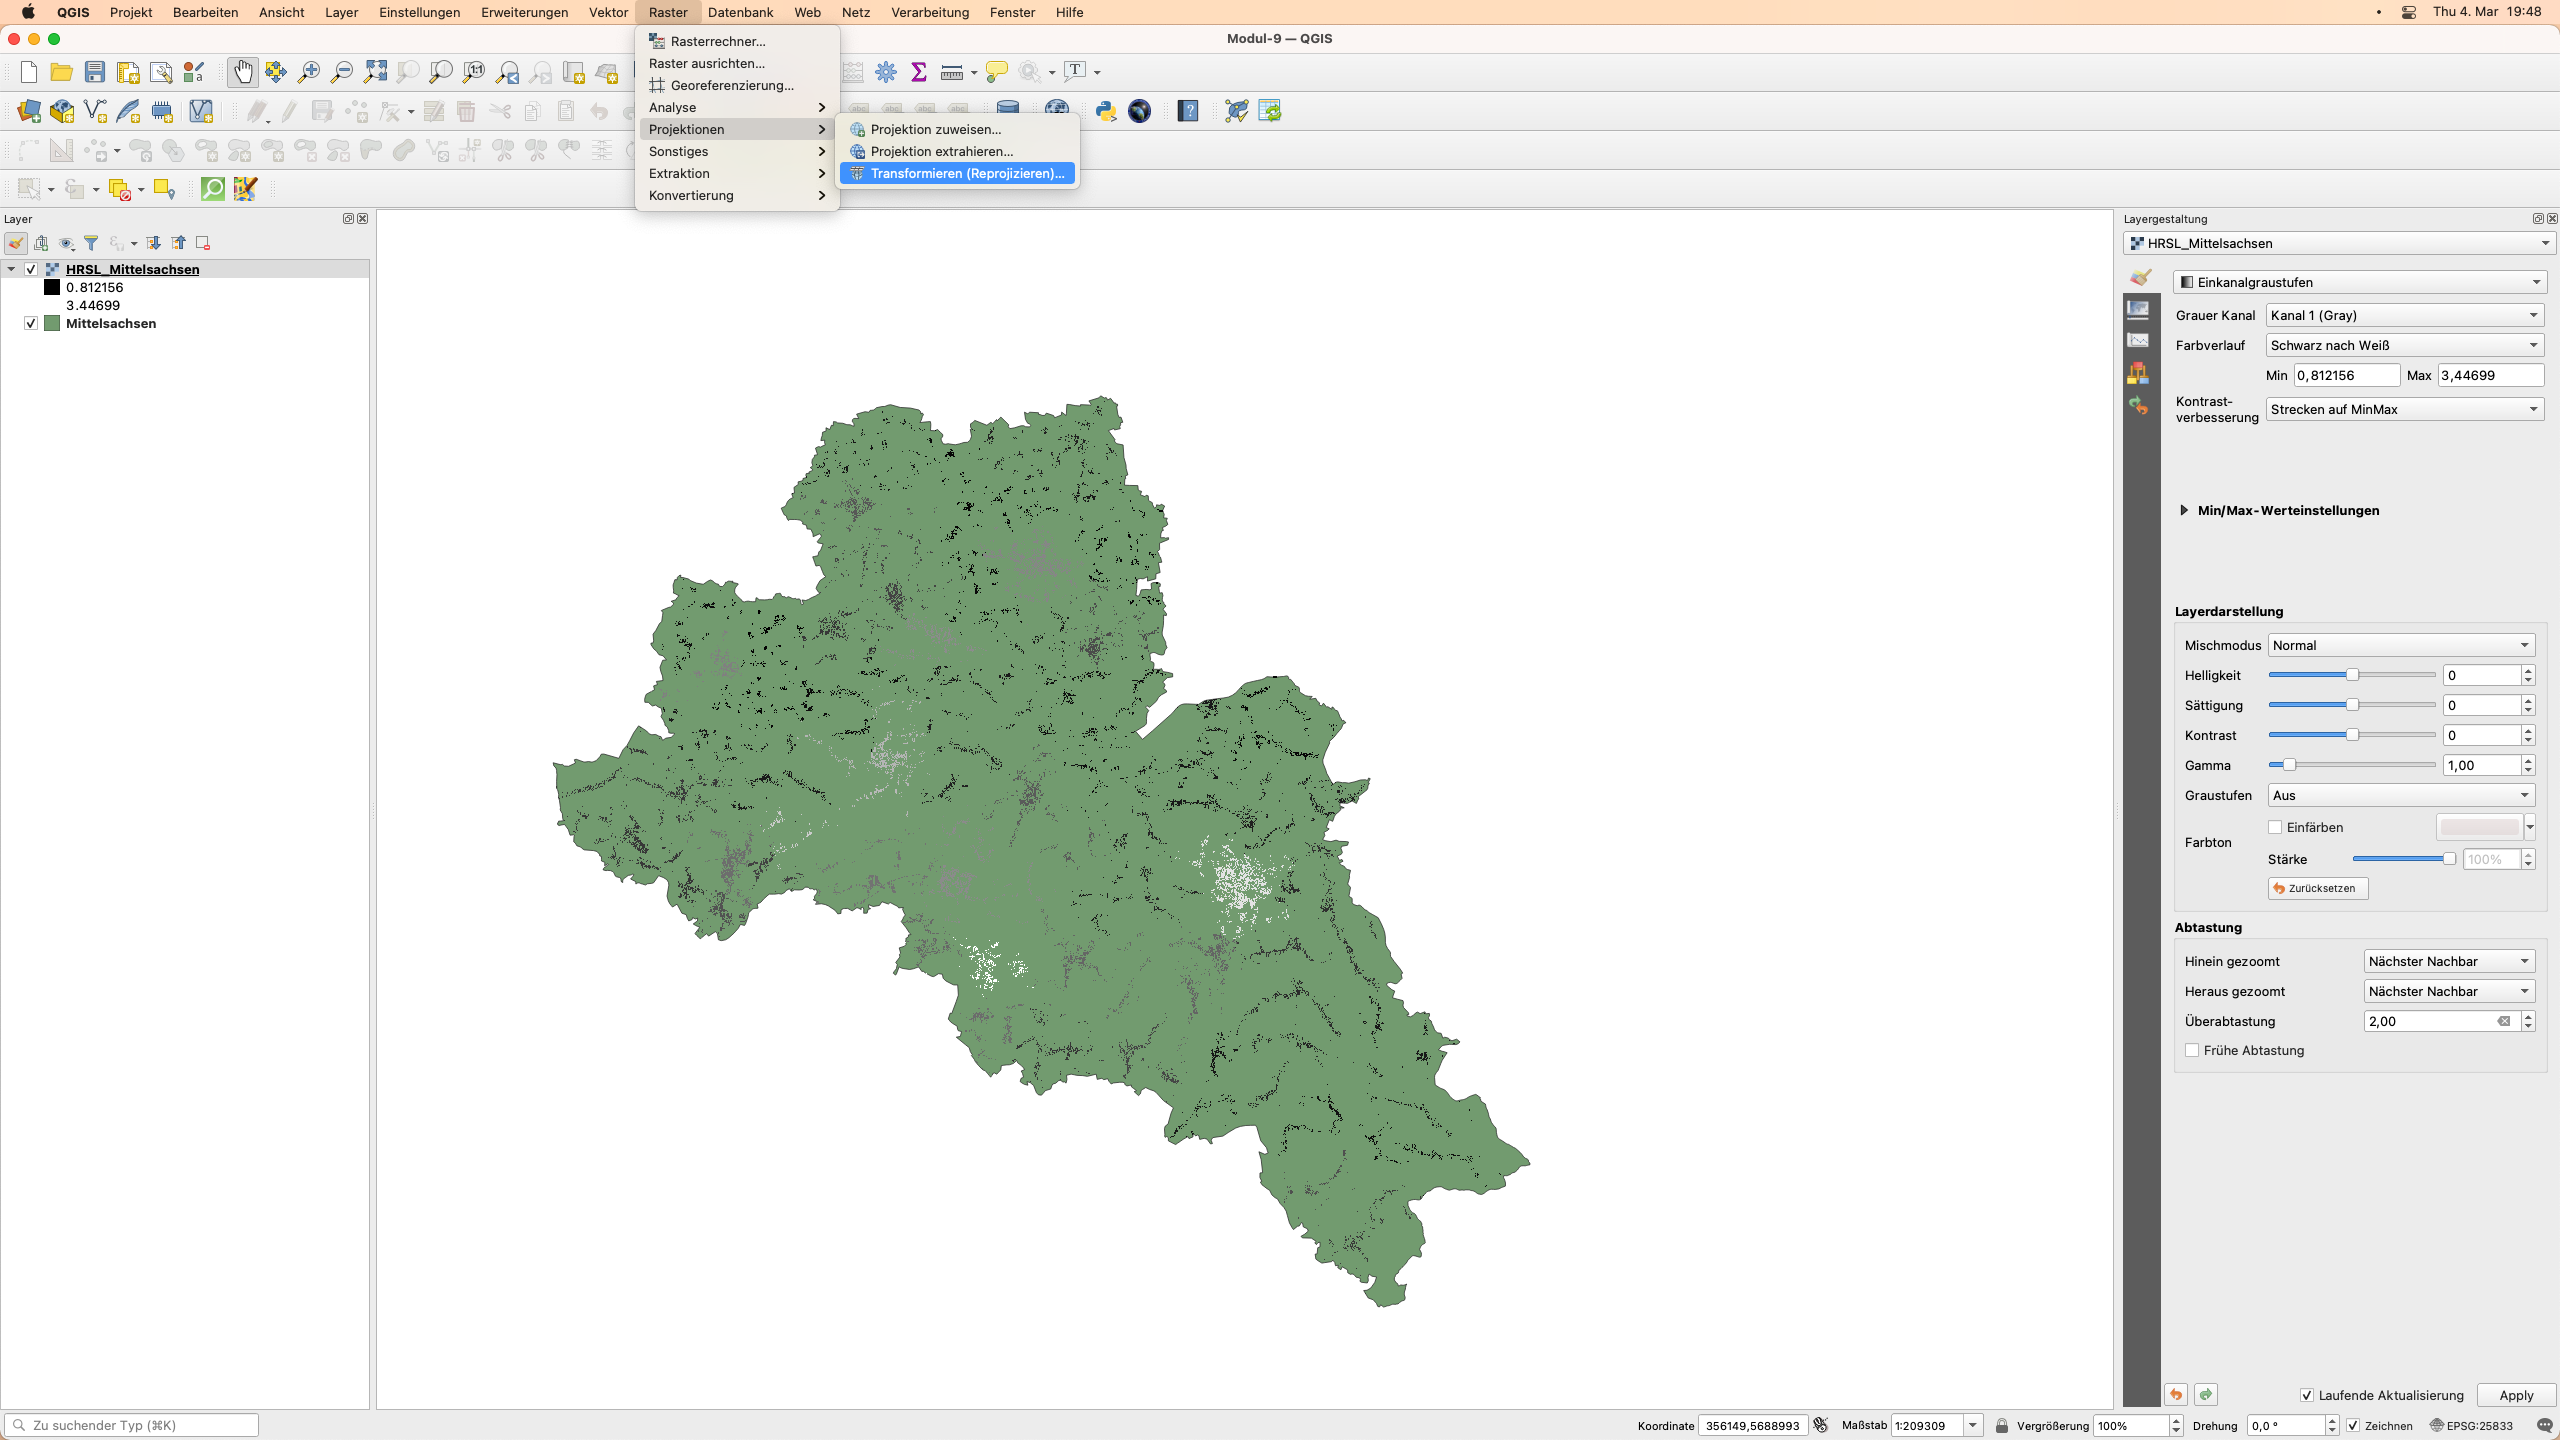 QGIS Projekt Bearbeiten Ansicht Layer Einstellungen Erweiterungen Vektor Raster Datenbank Web Netz Verarbeitung Fenster Hilfe Thu 4. Mar 19:48
Modul-9 — QGIS
Rasterrechner...
Raster ausrichten...
Georeferenzierung...
Analyse
Projektionen
Sonstiges
Extraktion
Konvertierung
Projektion zuweisen...
Projektion extrahieren...
Transformieren (Reprojizieren)...
Layer
HRSL_Mittelsachsen
0.812156
3.44699
Mittelsachsen
Layergestaltung
HRSL_Mittelsachsen
Einkanalgraustufen
Grauer Kanal Kanal 1 (Gray)
Farbverlauf Schwarz nach Weiß
Min 0,812156 Max 3,44699
Kontrast-
verbesserung Strecken auf MinMax
Min/Max-Werteinstellungen
Layerdarstellung
Mischmodus Normal
Helligkeit 0
Sättigung 0
Kontrast 0
Gamma 1,00
Graustufen Aus
Einfärben
Farbton
Stärke 100%
Zurücksetzen
Abtastung
Hinein gezoomt Nächster Nachbar
Heraus gezoomt Nächster Nachbar
Überabtastung 2,00
Frühe Abtastung
Laufende Aktualisierung Apply
Zu suchender Typ (⌘K) Koordinate 356149,5688993 Maßstab 1:209309 Vergrößerung 100% Drehung 0,0 ° Zeichnen EPSG:25833